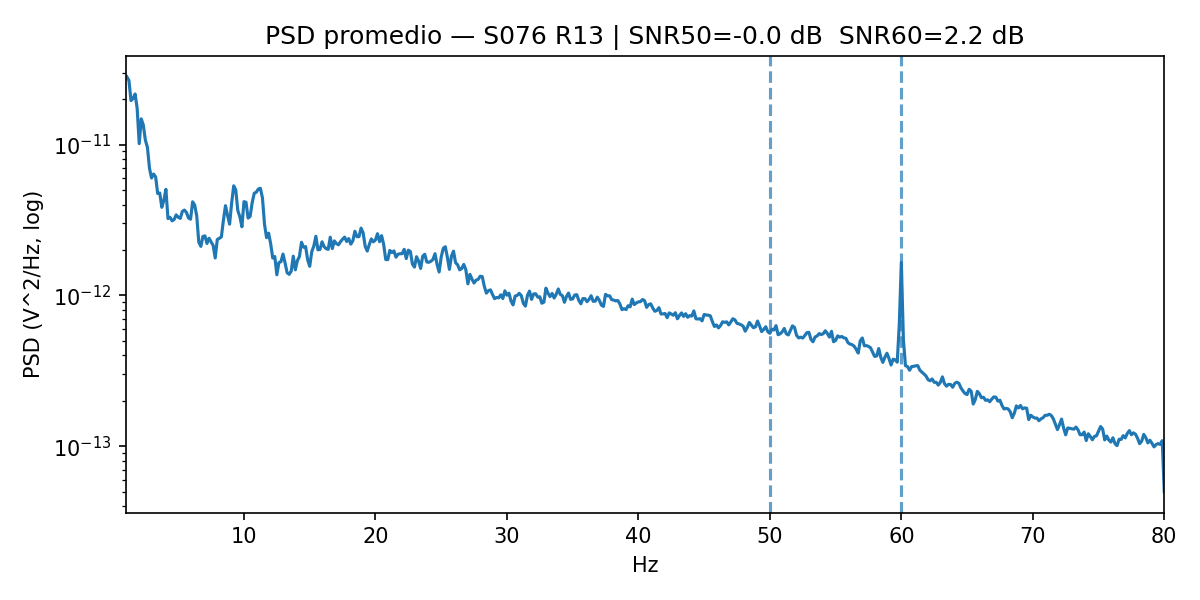 PSD promedio — S076 R13 | SNR50=-0.0 dB  SNR60=2.2 dB
PSD (V^2/Hz, log)
10⁻¹¹
10⁻¹²
10⁻¹³
10 20 30 40 50 60 70 80
Hz